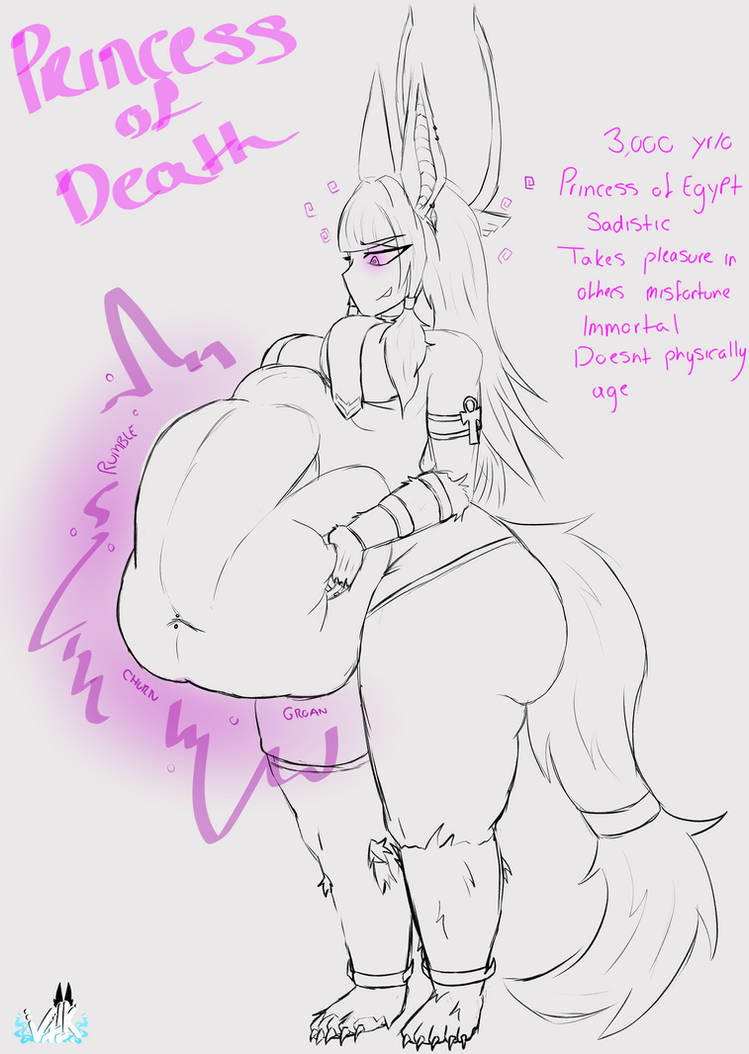 Princess
of
Death
3,000 yr/o
Princess of Egypt
Sadistic
Takes pleasure in
others misfortune
Immortal
Doesnt physically
age
RUMBLE
CHURN
GROAN
VALK